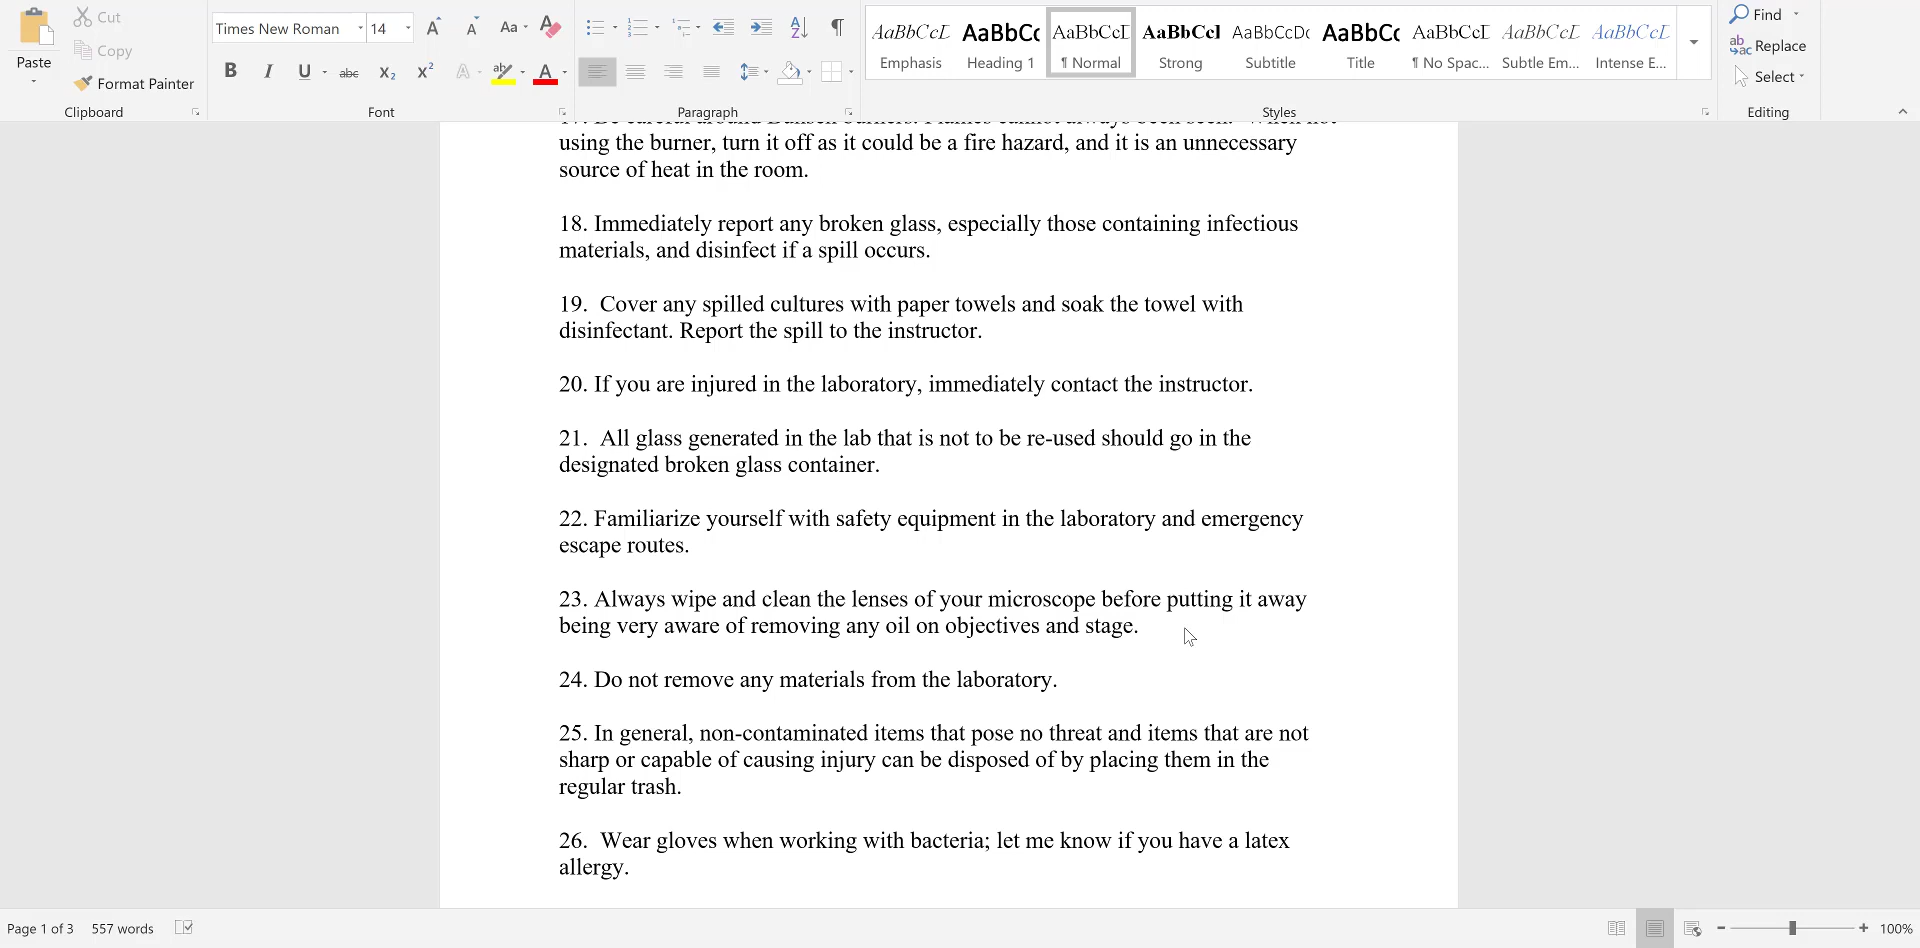 Cut
Copy
Paste
Format Painter
Clipboard
Times New Roman 14 A A Aa A
B I U abc X₂ X² A ab A
Font
A Z ¶
Paragraph
AaBbCcL AaBbCc AaBbCcI AaBbCcI AaBbCcDc AaBbCc AaBbCcI AaBbCcL AaBbCcL
Emphasis Heading 1 ¶ Normal Strong Subtitle Title ¶ No Spac... Subtle Em... Intense E...
Styles
Find
Replace
Select
Editing
using the burner, turn it off as it could be a fire hazard, and it is an unnecessary
source of heat in the room.
18. Immediately report any broken glass, especially those containing infectious
materials, and disinfect if a spill occurs.
19. Cover any spilled cultures with paper towels and soak the towel with
disinfectant. Report the spill to the instructor.
20. If you are injured in the laboratory, immediately contact the instructor.
21. All glass generated in the lab that is not to be re-used should go in the
designated broken glass container.
22. Familiarize yourself with safety equipment in the laboratory and emergency
escape routes.
23. Always wipe and clean the lenses of your microscope before putting it away
being very aware of removing any oil on objectives and stage.
24. Do not remove any materials from the laboratory.
25. In general, non-contaminated items that pose no threat and items that are not
sharp or capable of causing injury can be disposed of by placing them in the
regular trash.
26. Wear gloves when working with bacteria; let me know if you have a latex
allergy.
Page 1 of 3 557 words
100%